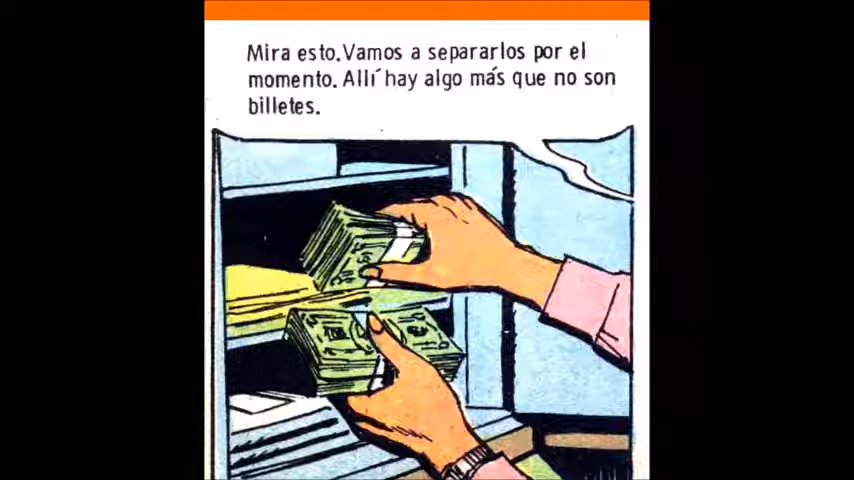 Mira esto.Vamos a separarlos por el
momento. Allí hay algo más que no son
billetes.